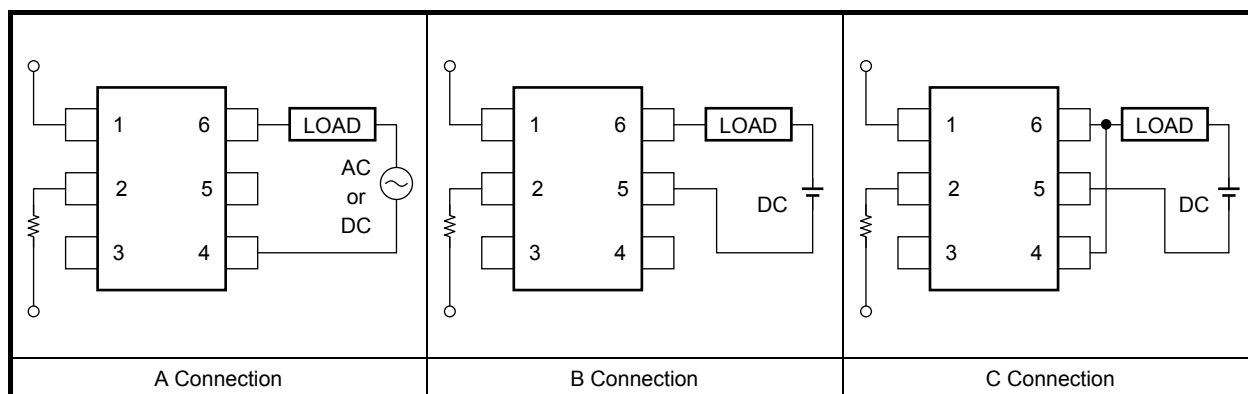 1 6 LOAD
2 5
3 4
AC
or
DC
A Connection
1 6 LOAD
2 5
3 4
DC
B Connection
1 6 LOAD
2 5
3 4
DC
C Connection